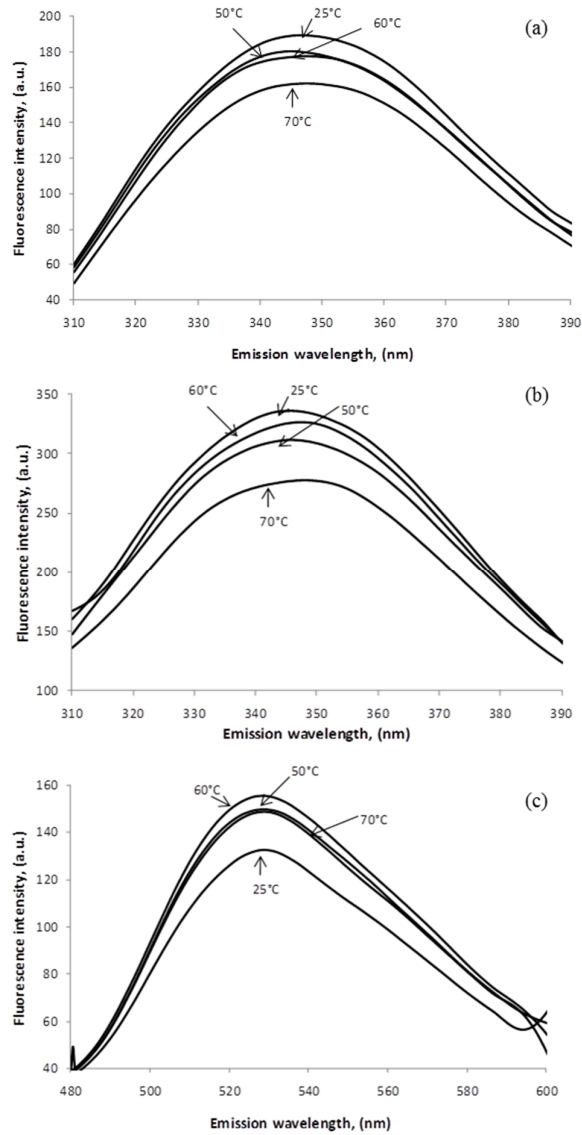 (a)
50°C 25°C 60°C
70°C
Fluorescence intensity, (a.u.)
200
180
160
140
120
100
80
60
40
310 320 330 340 350 360 370 380 390
Emission wavelength, (nm)
(b)
60°C 25°C 50°C
70°C
Fluorescence intensity, (a.u.)
350
300
250
200
150
100
310 320 330 340 350 360 370 380 390
Emission wavelength, (nm)
(c)
60°C 50°C 70°C
25°C
Fluorescence intensity, (a.u.)
160
140
120
100
80
60
40
480 500 520 540 560 580 600
Emission wavelength, (nm)